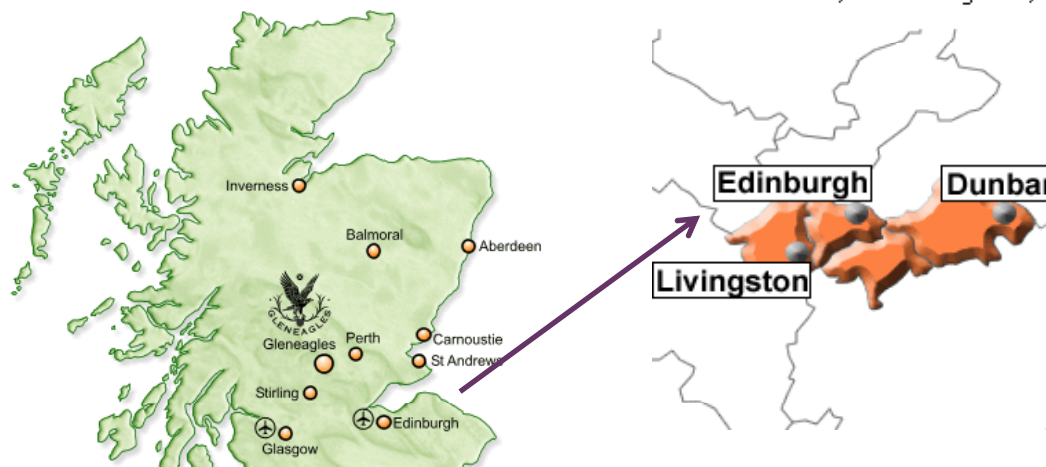 Inverness
Balmoral
Aberdeen
GLENEAGLES
Gleneagles
Perth
Carnoustie
St Andrews
Stirling
Edinburgh
Glasgow
Edinburgh
Dunbar
Livingston